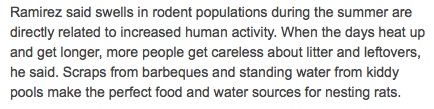 Ramirez said swells in rodent populations during the summer are
directly related to increased human activity. When the days heat up
and get longer, more people get careless about litter and leftovers,
he said. Scraps from barbeques and standing water from kiddy
pools make the perfect food and water sources for nesting rats.